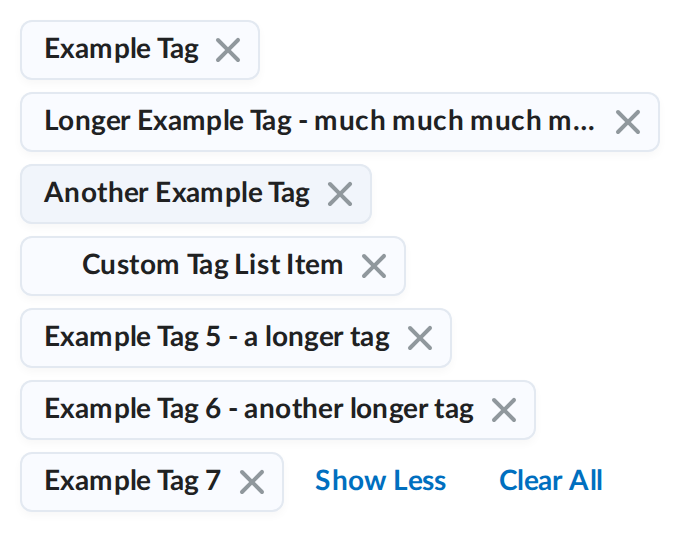 Example Tag
Longer Example Tag - much much much m...
Another Example Tag
Custom Tag List Item
Example Tag 5 - a longer tag
Example Tag 6 - another longer tag
Example Tag 7 Show Less Clear All